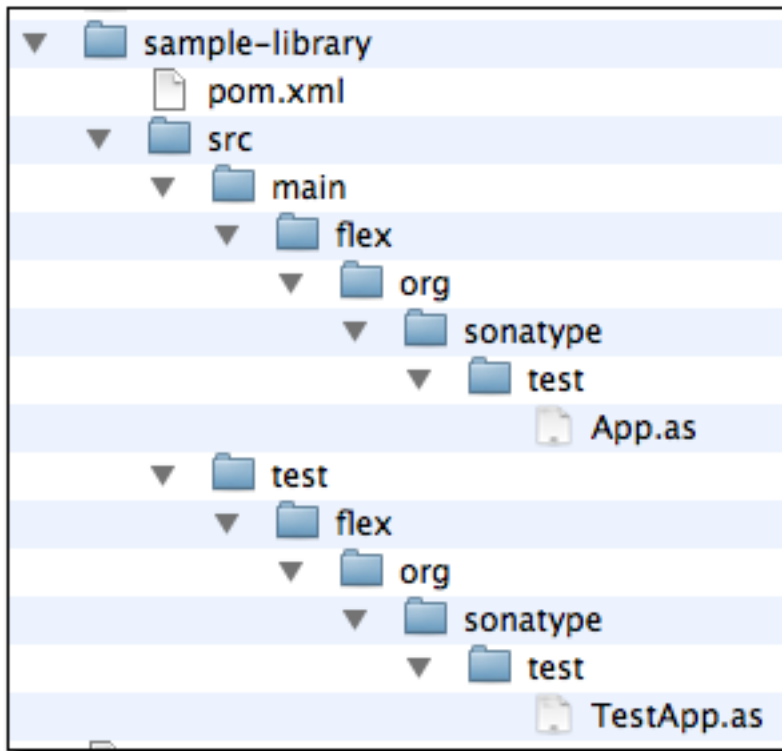 sample-library
pom.xml
src
main
flex
org
sonatype
test
App.as
test
flex
org
sonatype
test
TestApp.as